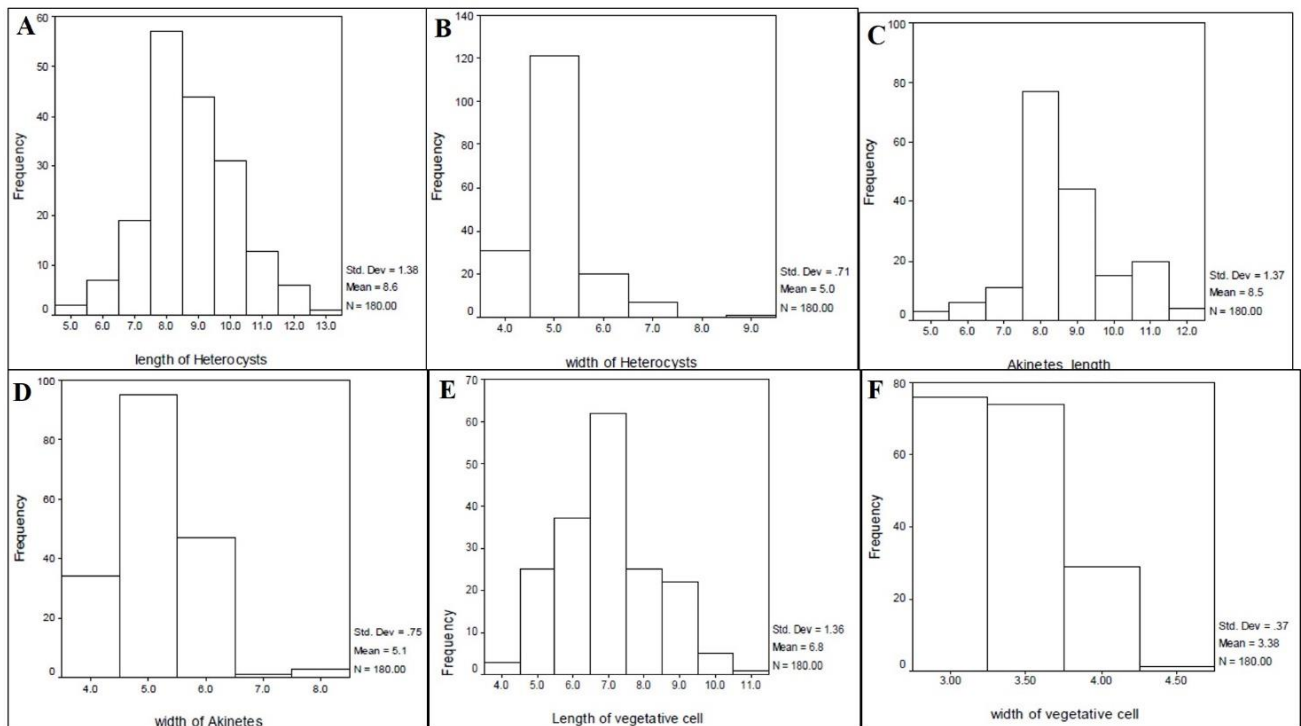 A
Frequency
60
50
40
30
20
10
0
5.0 6.0 7.0 8.0 9.0 10.0 11.0 12.0 13.0
length of Heterocysts
Std. Dev = 1.38
Mean = 8.6
N = 180.00
B
Frequency
140
120
100
80
60
40
20
0
4.0 5.0 6.0 7.0 8.0 9.0
width of Heterocysts
Std. Dev = .71
Mean = 5.0
N = 180.00
C
Frequency
100
80
60
40
20
0
5.0 6.0 7.0 8.0 9.0 10.0 11.0 12.0
Akinetes length
Std. Dev = 1.37
Mean = 8.5
N = 180.00
D
Frequency
100
80
60
40
20
0
4.0 5.0 6.0 7.0 8.0
width of Akinetes
Std. Dev = .75
Mean = 5.1
N = 180.00
E
Frequency
70
60
50
40
30
20
10
0
4.0 5.0 6.0 7.0 8.0 9.0 10.0 11.0
Length of vegetative cell
Std. Dev = 1.36
Mean = 6.8
N = 180.00
F
Frequency
80
60
40
20
0
3.00 3.50 4.00 4.50
width of vegetative cell
Std. Dev = .37
Mean = 3.38
N = 180.00